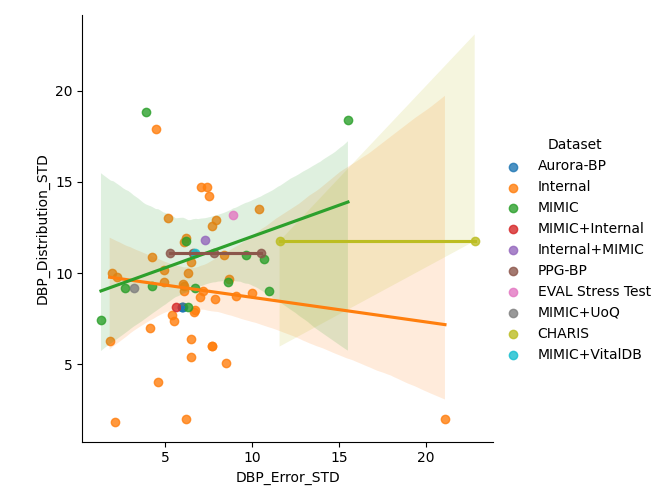 DBP_Distribution_STD
20
15
10
5
5
10
15
20
DBP_Error_STD
Dataset
Aurora-BP
Internal
MIMIC
MIMIC+Internal
Internal+MIMIC
PPG-BP
EVAL Stress Test
MIMIC+UoQ
CHARIS
MIMIC+VitalDB